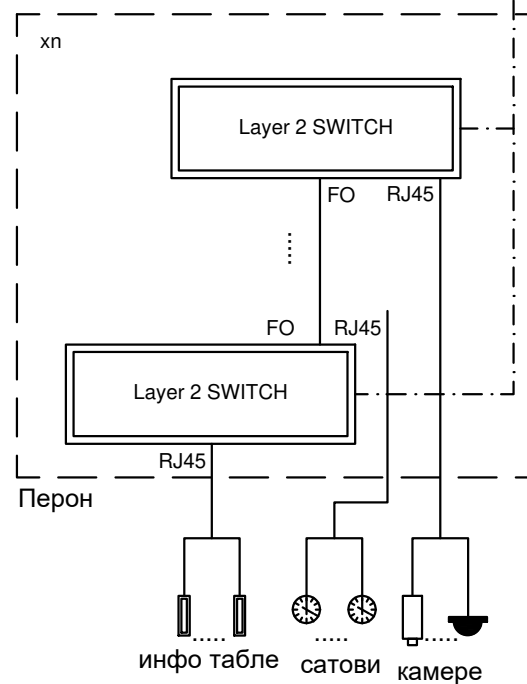 xn
Layer 2 SWITCH
FO RJ45
FO RJ45
Layer 2 SWITCH
RJ45
Перон
инфо табле сатови камере